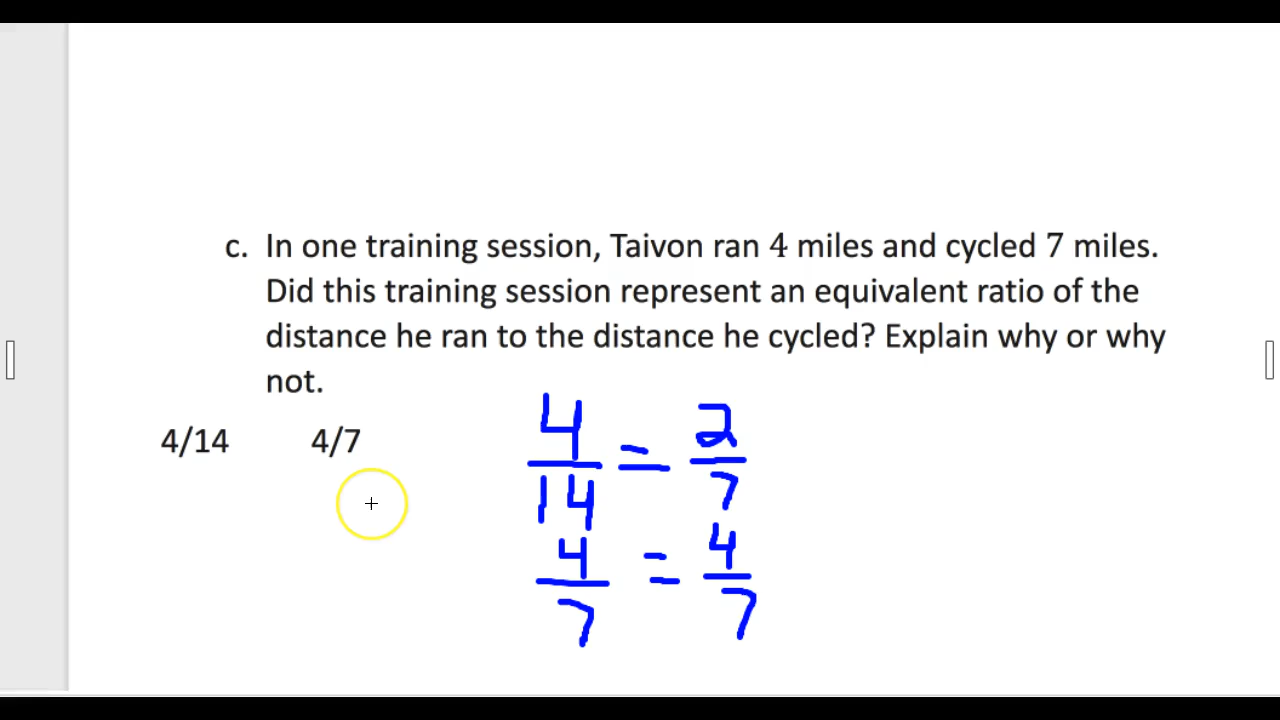 c. In one training session, Taivon ran 4 miles and cycled 7 miles.
Did this training session represent an equivalent ratio of the
distance he ran to the distance he cycled? Explain why or why
not.
4/14 4/7
4/14 = 2/7
4/7 = 4/7